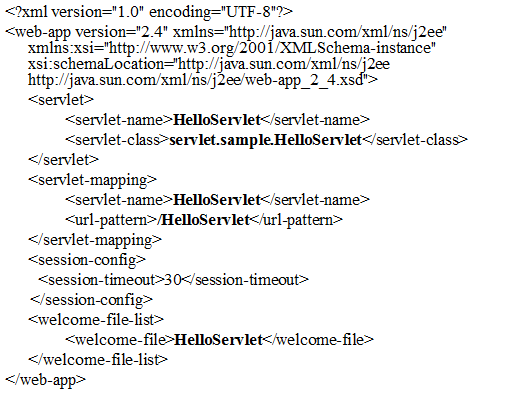 <?xml version="1.0" encoding="UTF-8"?>
<web-app version="2.4" xmlns="http://java.sun.com/xml/ns/j2ee"
xmlns:xsi="http://www.w3.org/2001/XMLSchema-instance"
xsi:schemaLocation="http://java.sun.com/xml/ns/j2ee
http://java.sun.com/xml/ns/j2ee/web-app_2_4.xsd">
<servlet>
<servlet-name>HelloServlet</servlet-name>
<servlet-class>servlet.sample.HelloServlet</servlet-class>
</servlet>
<servlet-mapping>
<servlet-name>HelloServlet</servlet-name>
<url-pattern>/HelloServlet</url-pattern>
</servlet-mapping>
<session-config>
<session-timeout>30</session-timeout>
</session-config>
<welcome-file-list>
<welcome-file>HelloServlet</welcome-file>
</welcome-file-list>
</web-app>